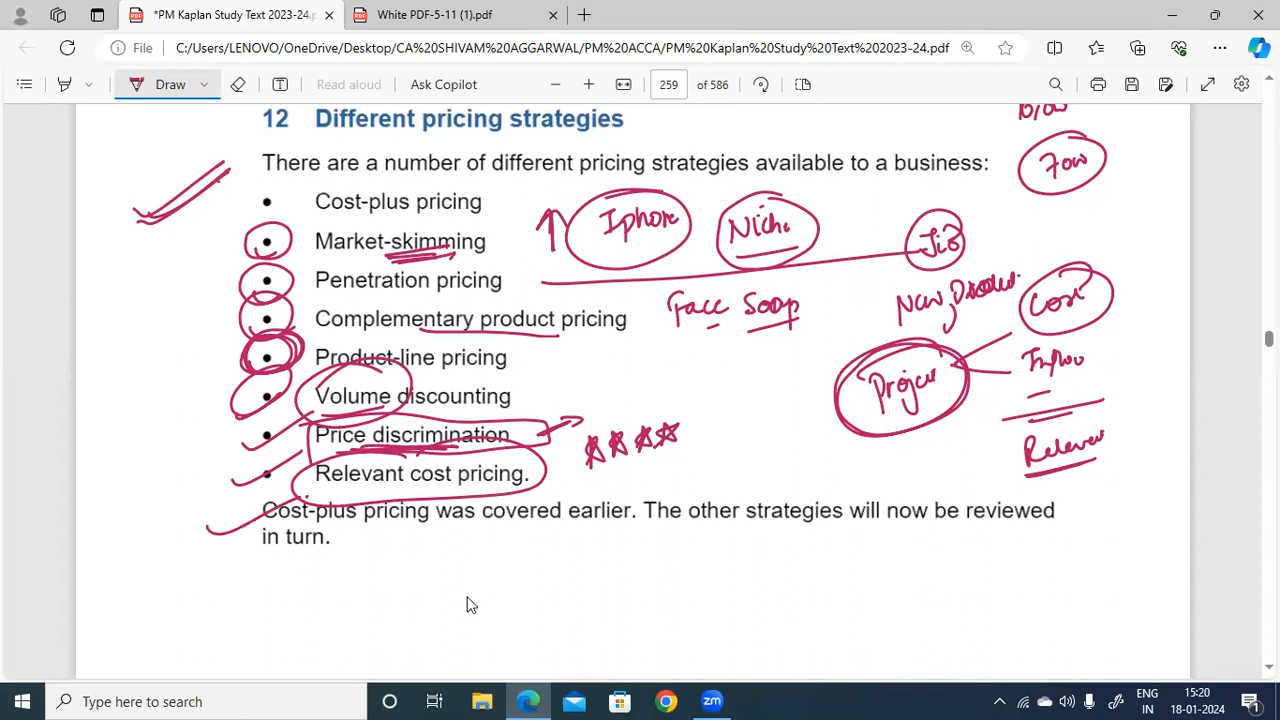 *PM Kaplan Study Text 2023-24.p
White PDF-5-11 (1).pdf
File
C:/Users/LENOVO/OneDrive/Desktop/CA%20SHIVAM%20AGGARWAL/PM%20ACCA/PM%20Kaplan%20Study%20Text%202023-24.pdf
Draw
Read aloud
Ask Copilot
259 of 586
12 Different pricing strategies
There are a number of different pricing strategies available to a business:
• Cost-plus pricing
• Market-skimming
• Penetration pricing
• Complementary product pricing
• Product-line pricing
• Volume discounting
• Price discrimination
• Relevant cost pricing.
Cost-plus pricing was covered earlier. The other strategies will now be reviewed
in turn.
Iphone
Niche
Jio
Face Soap
New
Cost
Project
Inflow
Relevant
Type here to search
ENG
IN
15:20
18-01-2024
1